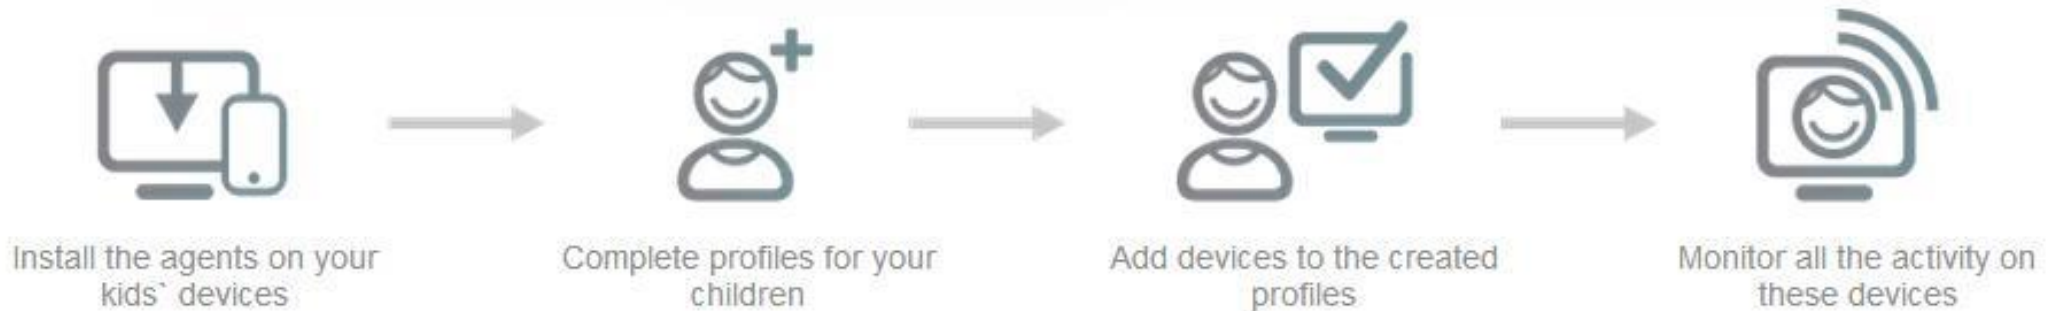 Install the agents on your
kids` devices
Complete profiles for your
children
Add devices to the created
profiles
Monitor all the activity on
these devices